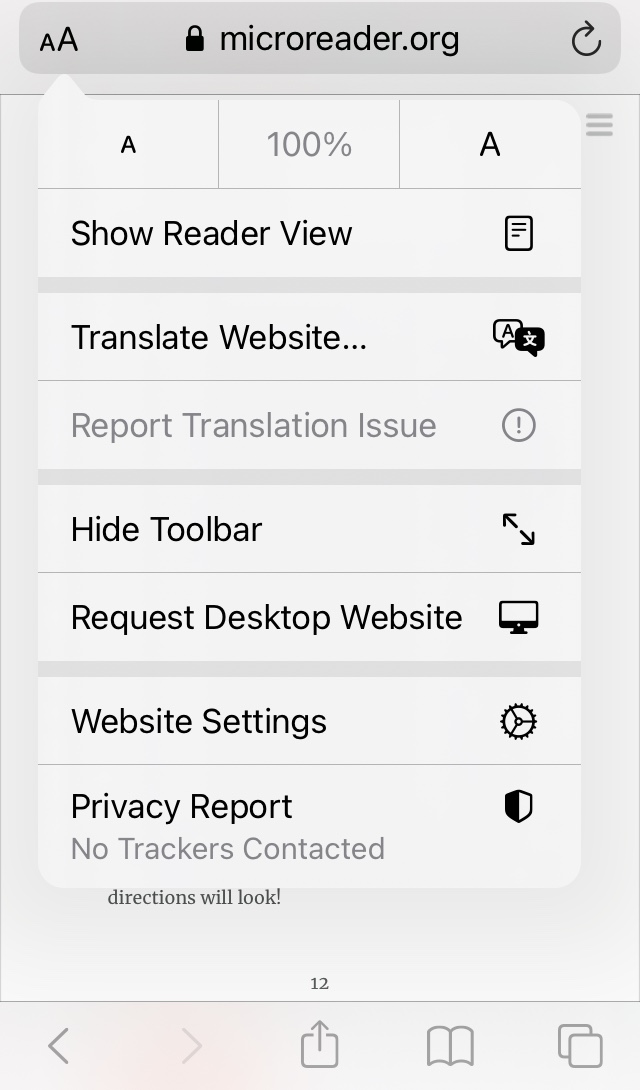 AA microreader.org
A 100% A
Show Reader View
Translate Website...
A 文
Report Translation Issue
Hide Toolbar
Request Desktop Website
Website Settings
Privacy Report
No Trackers Contacted
directions will look!
12